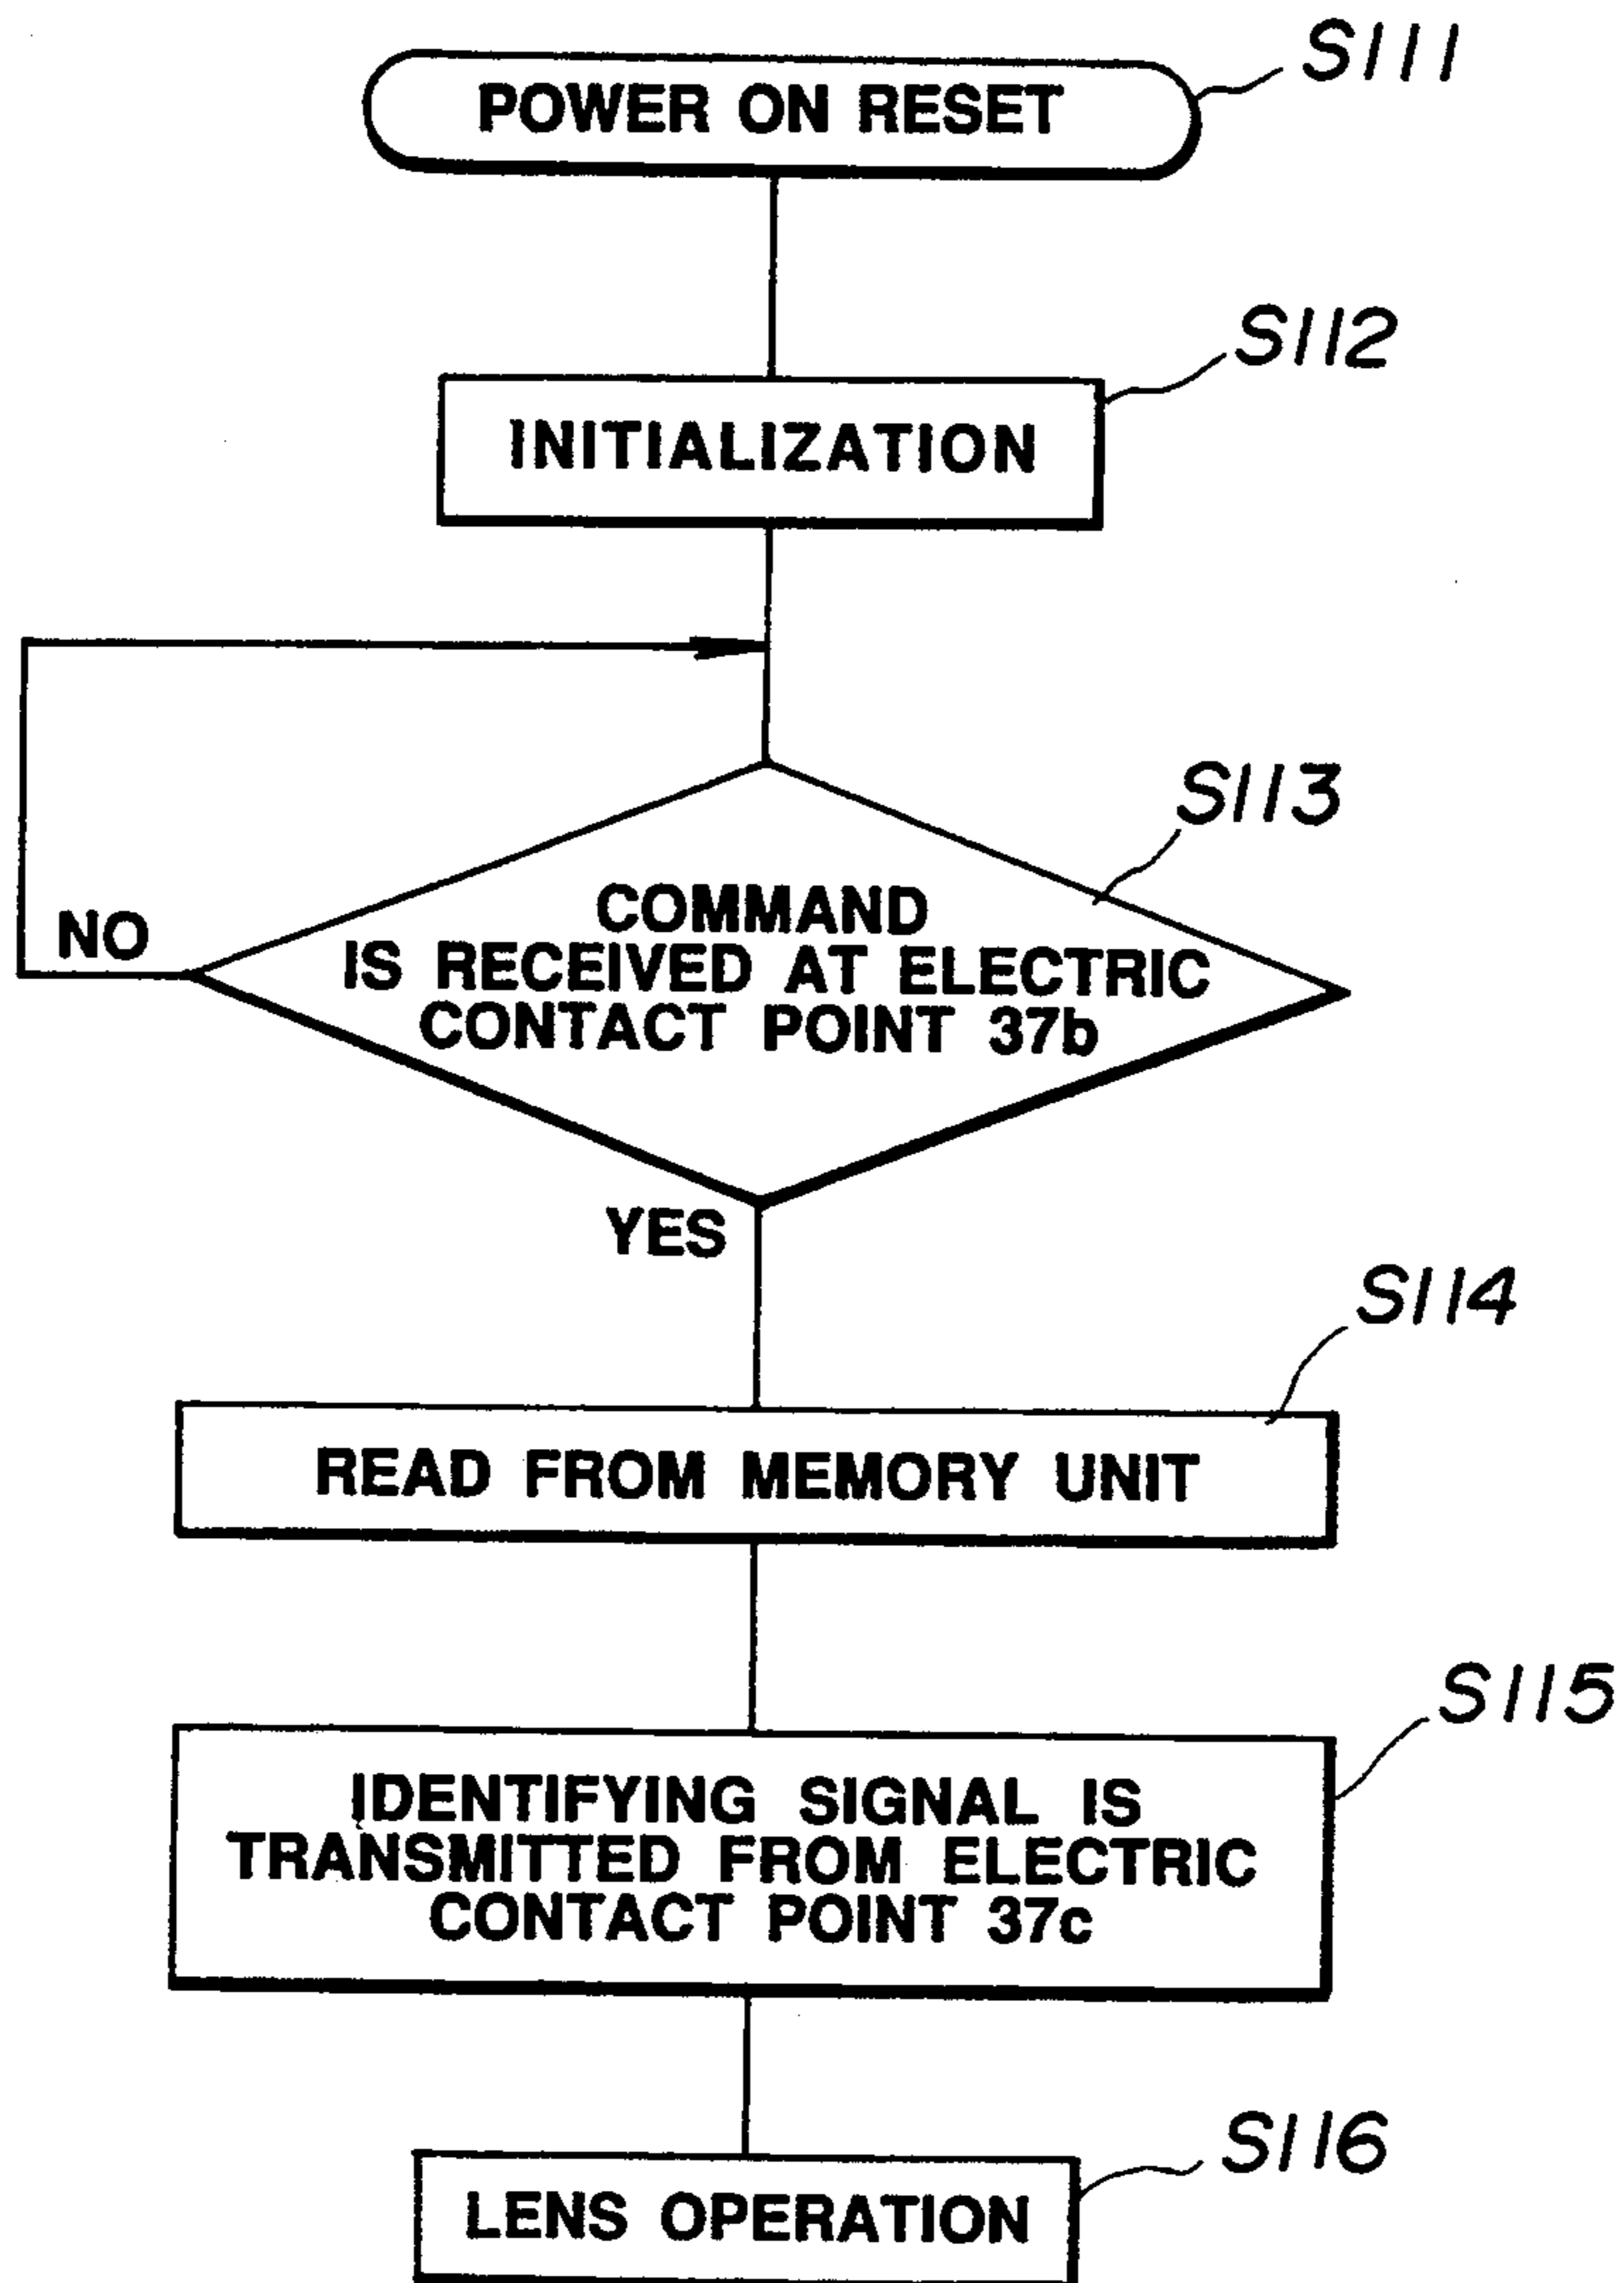 S111
POWER ON RESET
S112
INITIALIZATION
S113
COMMAND
IS RECEIVED AT ELECTRIC
CONTACT POINT 37b
NO
YES
S114
READ FROM MEMORY UNIT
S115
IDENTIFYING SIGNAL IS
TRANSMITTED FROM ELECTRIC
CONTACT POINT 37c
S116
LENS OPERATION